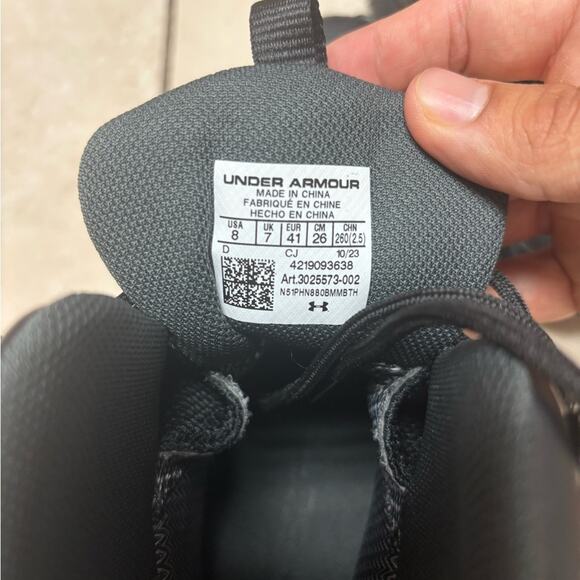 UNDER ARMOUR
MADE IN CHINA
FABRIQUÉ EN CHINE
HECHO EN CHINA
USA UK EUR CM CHN
8 7 41 26 260(2.5)
D CJ 10/23
4219093638
Art.3025573-002
N51PHN880BMMBTH